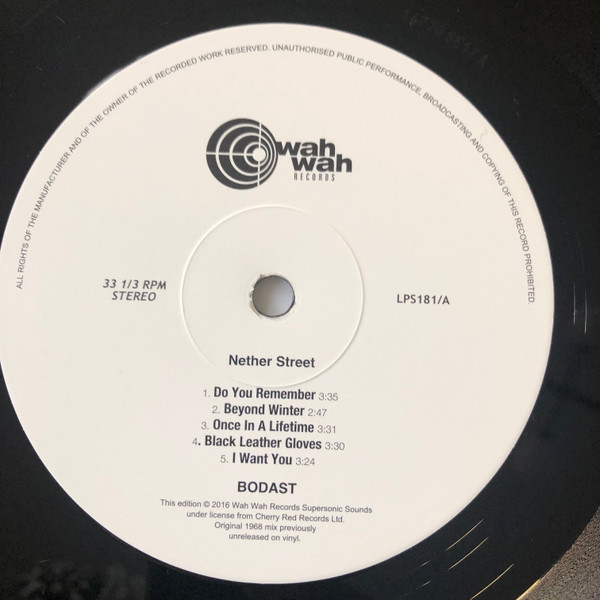 ALL RIGHTS OF THE MANUFACTURER AND OF THE OWNER OF THE RECORDED WORK RESERVED. UNAUTHORISED PUBLIC PERFORMANCE, BROADCASTING AND COPYING OF THIS RECORD PROHIBITED.
wah
wah
RECORDS
33 1/3 RPM
STEREO
LPS181/A
Nether Street
1. Do You Remember 3:35
2. Beyond Winter 2:47
3. Once In A Lifetime 3:31
4. Black Leather Gloves 3:30
5. I Want You 3:24
BODAST
This edition © 2016 Wah Wah Records Supersonic Sounds
under license from Cherry Red Records Ltd.
Original 1968 mix previously
unreleased on vinyl.